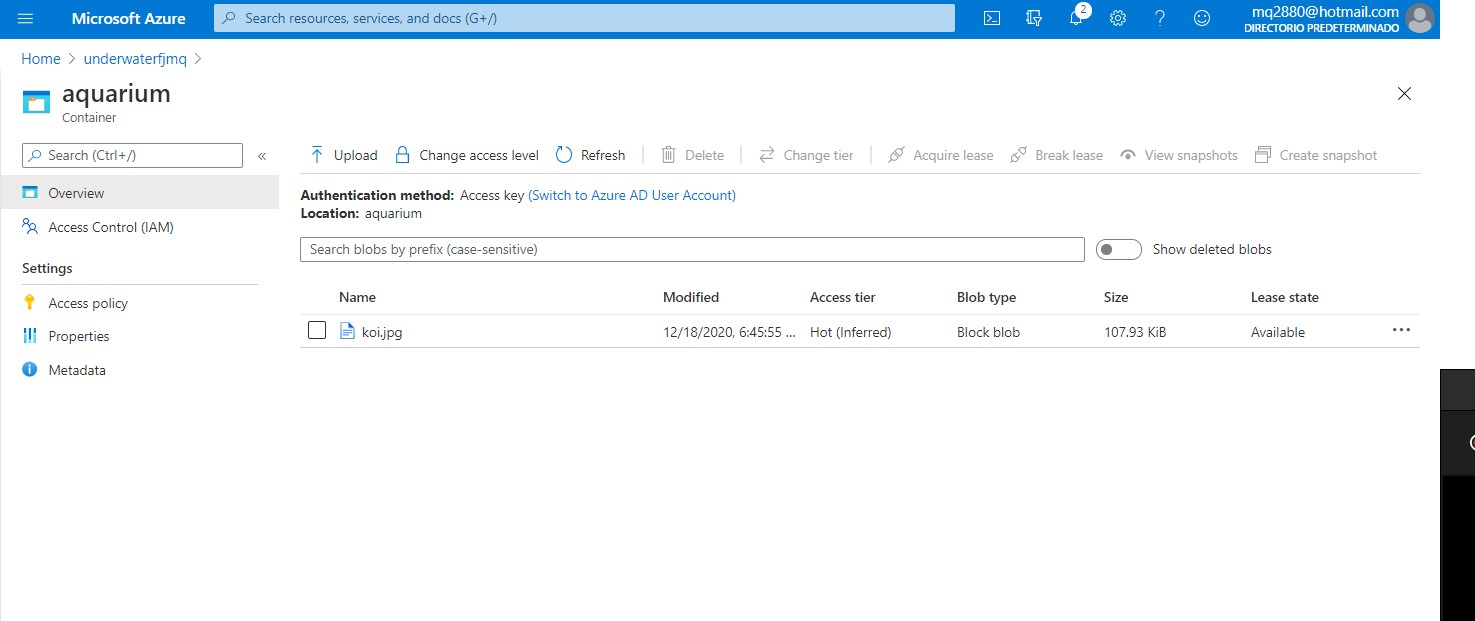 Microsoft Azure
Search resources, services, and docs (G+/)
2
mq2880@hotmail.com
DIRECTORIO PREDETERMINADO
Home > underwaterfjmq >
aquarium
Container
Search (Ctrl+/)
«
Overview
Access Control (IAM)
Settings
Access policy
Properties
Metadata
Upload Change access level Refresh Delete Change tier Acquire lease Break lease View snapshots Create snapshot
Authentication method: Access key (Switch to Azure AD User Account)
Location: aquarium
Search blobs by prefix (case-sensitive)
Show deleted blobs
Name Modified Access tier Blob type Size Lease state
koi.jpg 12/18/2020, 6:45:55 ... Hot (Inferred) Block blob 107.93 KiB Available ...